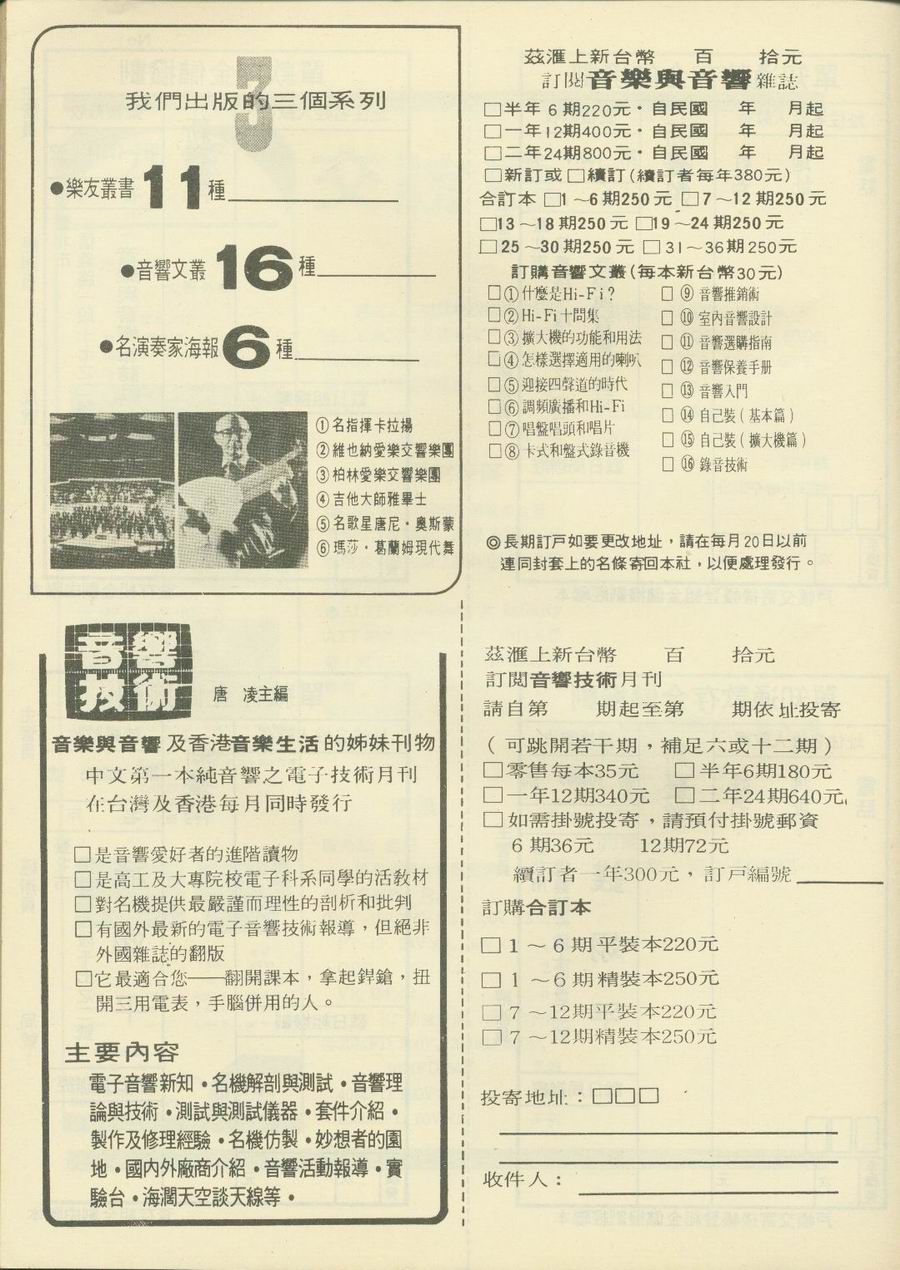 3
我們出版的三個系列
●樂友叢書11種
●音響文叢16種
●名演奏家海報6種
①名指揮卡拉揚
②維也納愛樂交響樂團
③柏林愛樂交響樂團
④吉他大師雅畢士
⑤名歌星唐尼·奧斯蒙
⑥瑪莎·葛蘭姆現代舞
茲滙上新台幣　百　拾元
訂閱音樂與音響雜誌
□半年6期220元·自民國　年　月起
□一年12期400元·自民國　年　月起
□二年24期800元·自民國　年　月起
□新訂或□續訂(續訂者每年380元)
合訂本 □1～6期250元 □7～12期250元
□13～18期250元 □19～24期250元
□25～30期250元 □31～36期250元
訂購音響文叢(每本新台幣30元)
□①什麼是Hi-Fi?
□②Hi-Fi十問集
□③擴大機的功能和用法
□④怎樣選擇適用的喇叭
□⑤迎接四聲道的時代
□⑥調頻廣播和Hi-Fi
□⑦唱盤唱頭和唱片
□⑧卡式和盤式錄音機
□⑨音響推銷術
□⑩室內音響設計
□⑪音響選購指南
□⑫音響保養手册
□⑬音響入門
□⑭自己裝(基本篇)
□⑮自己裝(擴大機篇)
□⑯錄音技術
◎長期訂戶如要更改地址，請在每月20日以前
連同封套上的名條寄回本社，以便處理發行。
音響
技術
唐　凌主編
音樂與音響及香港音樂生活的姊妹刊物
中文第一本純音響之電子技術月刊
在台灣及香港每月同時發行
□是音響愛好者的進階讀物
□是高工及大專院校電子科系同學的活教材
□對名機提供最嚴謹而理性的剖析和批判
□有國外最新的電子音響技術報導，但絕非
外國雜誌的翻版
□它最適合您──翻開課本，拿起銲鎗，扭
開三用電表，手腦併用的人。
主要內容
電子音響新知·名機解剖與測試·音響理
論與技術·測試與測試儀器·套件介紹·
製作及修理經驗·名機仿製·妙想者的園
地·國內外廠商介紹·音響活動報導·實
驗台·海濶天空談天線等·
茲滙上新台幣　百　拾元
訂閱音響技術月刊
請自第　期起至第　期依址投寄
(可跳開若干期，補足六或十二期)
□零售每本35元　□半年6期180元
□一年12期340元　□二年24期640元
□如需掛號投寄，請預付掛號郵資
6期36元　12期72元
續訂者一年300元，訂戶編號
訂購合訂本
□1～6期平裝本220元
□1～6期精裝本250元
□7～12期平裝本220元
□7～12期精裝本250元
投寄地址：□□□
收件人：